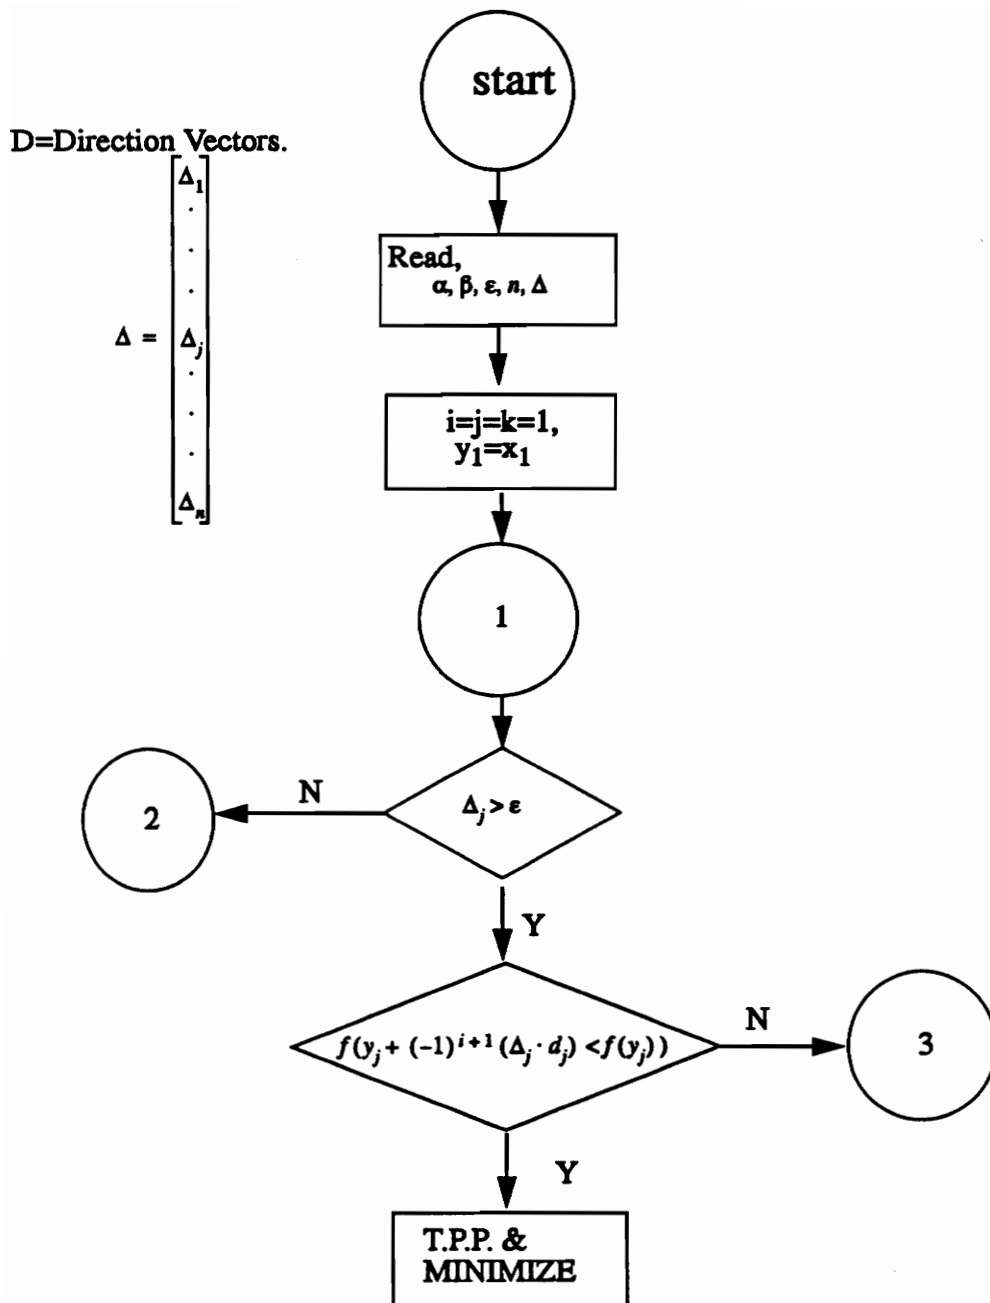 start
D=Direction Vectors.
Δ = [Δ₁ . . . Δⱼ . . . Δₙ]
Read,
α, β, ε, n, Δ
i=j=k=1,
y₁=x₁
1
Δⱼ > ε
N
2
Y
f(yⱼ + (-1)^{i+1} (Δⱼ · dⱼ) <f(yⱼ))
N
3
Y
T.P.P. &
MINIMIZE